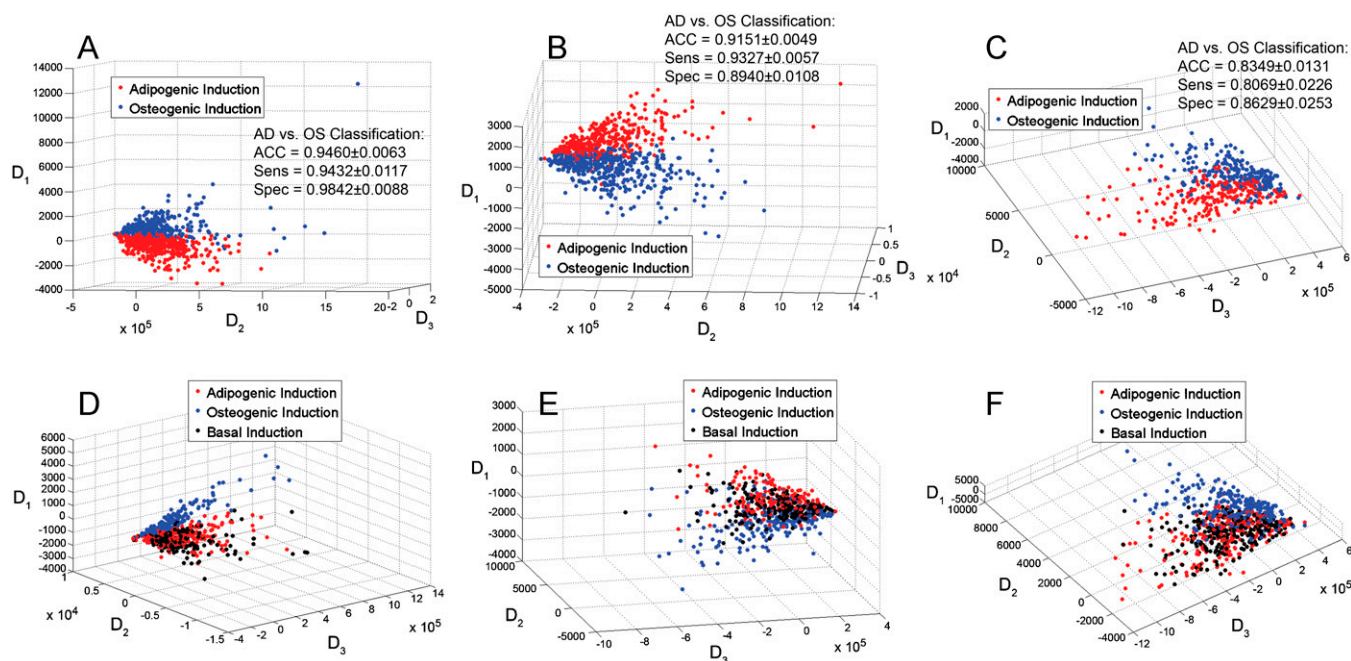 A
14000
12000
10000
8000
6000
4000
2000
0
-2000
-4000
D1
-5
0
5
10
15
20
-2
0
2
x 10^5
D2
D3
Adipogenic Induction
Osteogenic Induction
AD vs. OS Classification:
ACC = 0.9460±0.0063
Sens = 0.9432±0.0117
Spec = 0.9842±0.0088
B
AD vs. OS Classification:
ACC = 0.9151±0.0049
Sens = 0.9327±0.0057
Spec = 0.8940±0.0108
3000
2000
1000
0
-1000
-2000
-3000
-4000
-5000
D1
Adipogenic Induction
Osteogenic Induction
-4
-2
0
2
4
6
8
10
12
14
x 10^5
D2
1
0.5
0
-0.5
-1
D3
x 10^4
C
AD vs. OS Classification:
ACC = 0.8349±0.0131
Sens = 0.8069±0.0226
Spec = 0.8629±0.0253
Adipogenic Induction
Osteogenic Induction
2000
0
-2000
-4000
D1
10000
5000
0
-5000
D2
-12
-10
-8
-6
-4
-2
0
2
4
6
x 10^5
D3
D
Adipogenic Induction
Osteogenic Induction
Basal Induction
6000
5000
4000
3000
2000
1000
0
-1000
-2000
-3000
-4000
D1
1
0.5
0
-0.5
-1
-1.5
x 10^4
D2
-4
-2
0
2
4
6
8
10
12
14
x 10^5
D3
E
Adipogenic Induction
Osteogenic Induction
Basal Induction
3000
2000
1000
0
-1000
-2000
-3000
4000
D1
10000
5000
0
-5000
D2
-10
-8
-6
-4
-2
0
2
4
x 10^5
D3
F
Adipogenic Induction
Osteogenic Induction
Basal Induction
5000
0
-5000
D1
10000
8000
6000
4000
2000
0
-2000
-4000
D2
-12
-10
-8
-6
-4
-2
0
2
4
6
x 10^5
D3